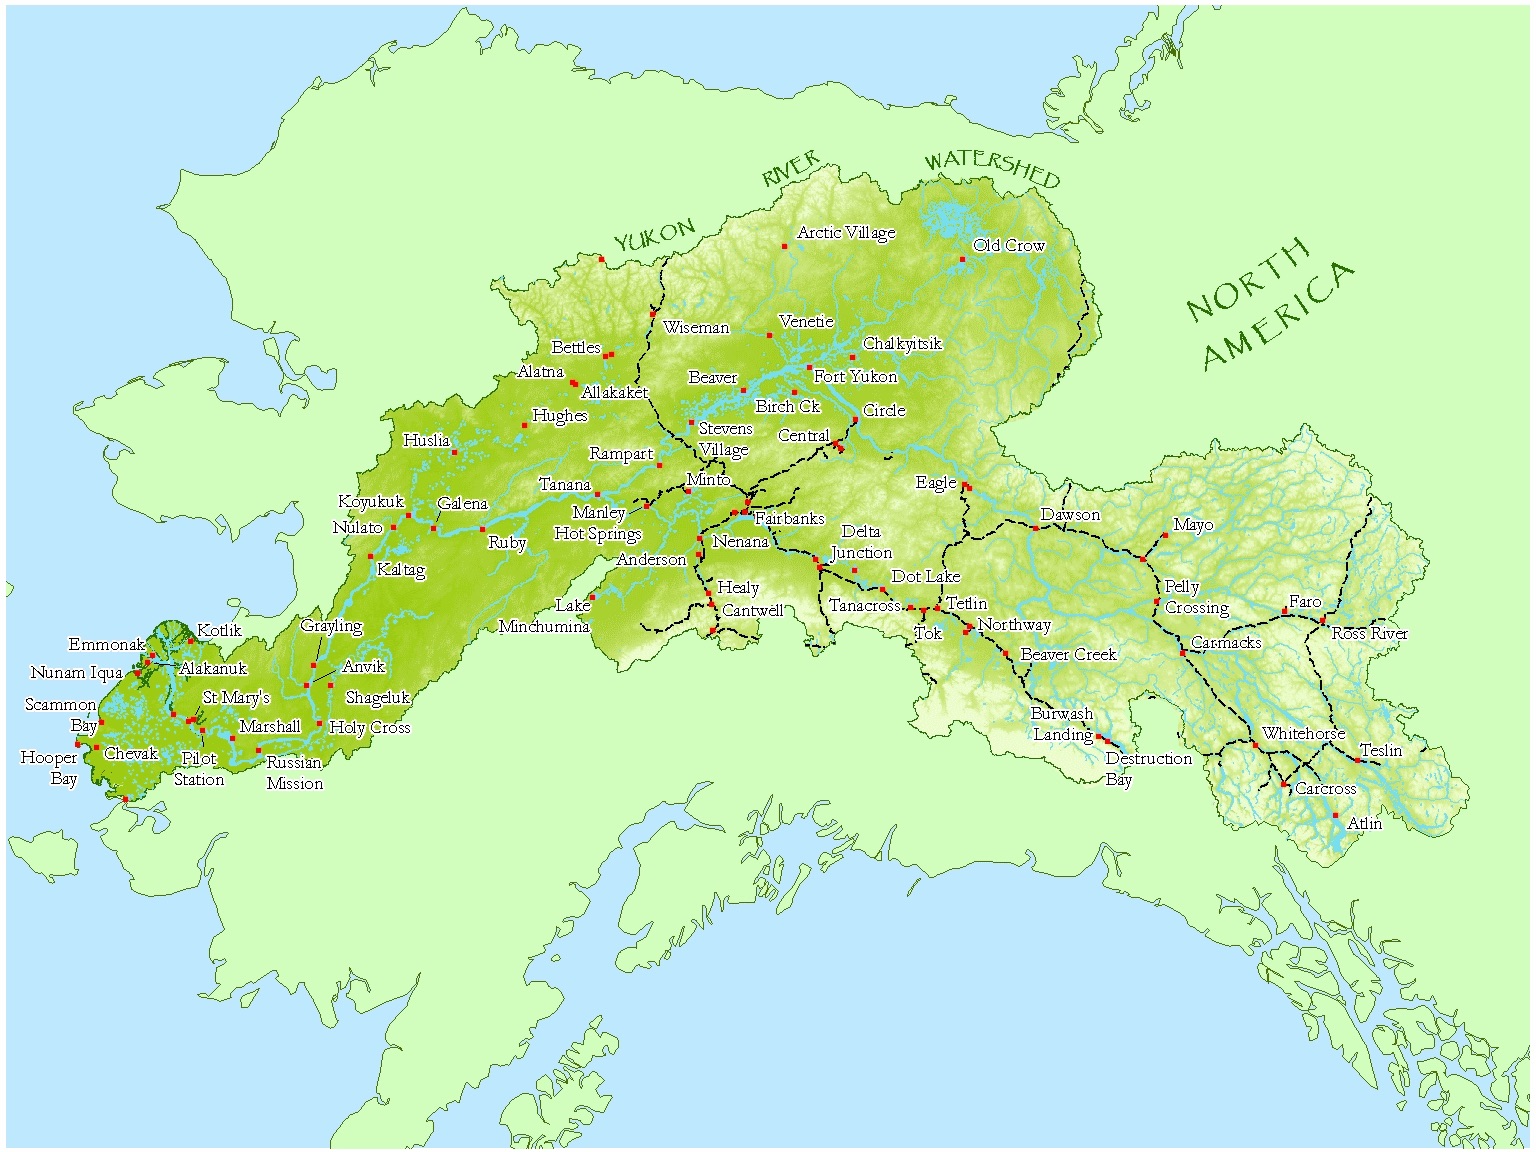 YUKON RIVER WATERSHED
NORTH
AMERICA
Arctic Village
Old Crow
Wiseman
Venetie
Bettles
Chalkyitsik
Alatna
Allakaket
Beaver
Fort Yukon
Birch Ck
Hughes
Circle
Stevens
Village
Central
Huslia
Rampart
Eagle
Tanana
Minto
Koyukuk
Galena
Manley
Hot Springs
Fairbanks
Dawson
Mayo
Nulato
Ruby
Nenana
Delta
Junction
Anderson
Kaltag
Dot Lake
Healy
Pelly
Crossing
Faro
Lake
Minchumina
Cantwell
Tanacross
Tetlin
Tok
Northway
Ross River
Grayling
Kotlik
Emmonak
Carmacks
Beaver Creek
Nunam Iqua
Alakanuk
Anvik
Scammon
Bay
St Mary's
Shageluk
Burwash
Landing
Marshall
Holy Cross
Whitehorse
Hooper
Bay
Chevak
Pilot
Station
Russian
Mission
Destruction
Bay
Teslin
Carcross
Atlin